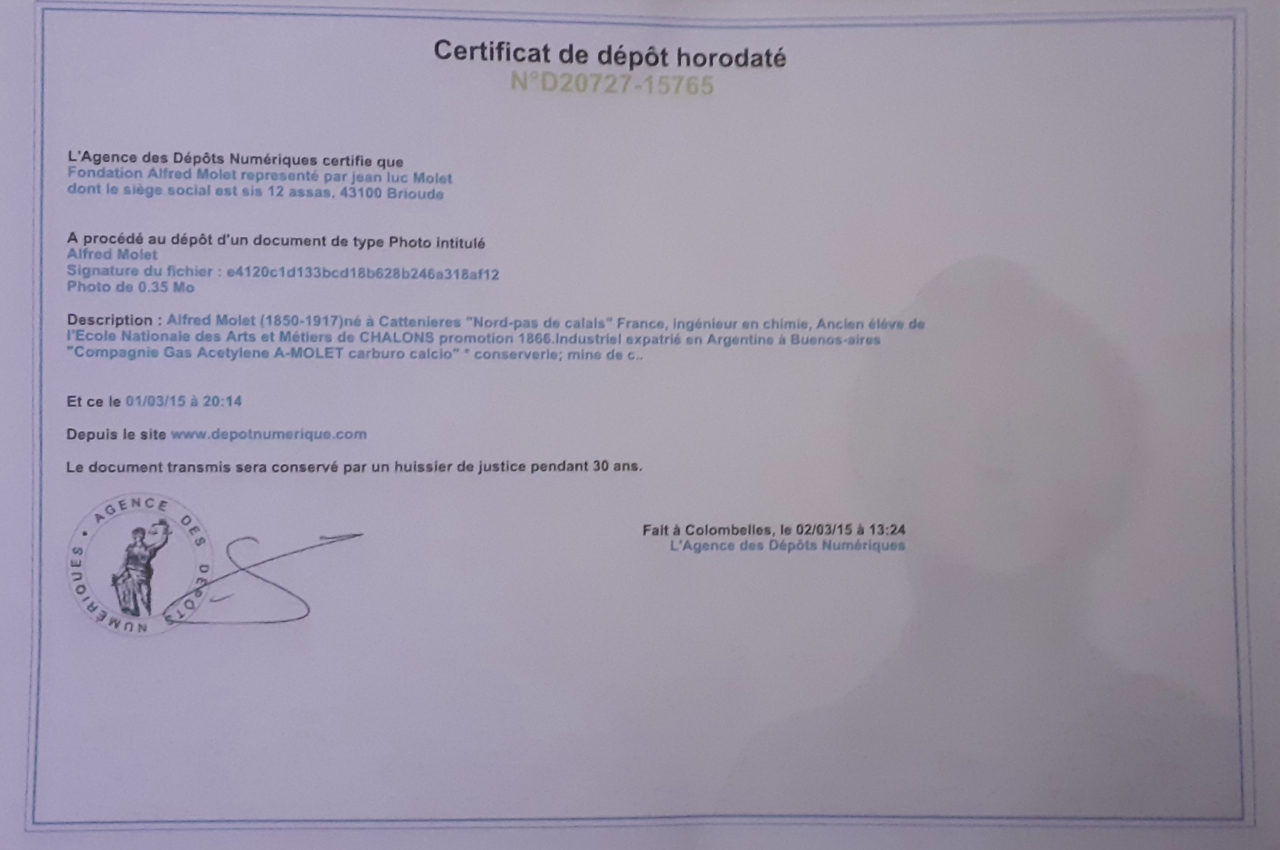 Certificat de dépôt horodaté
N°D20727-15765
L'Agence des Dépôts Numériques certifie que
Fondation Alfred Molet representé par jean luc Molet
dont le siège social est sis 12 assas, 43100 Brioude
A procédé au dépôt d'un document de type Photo intitulé
Alfred Molet
Signature du fichier : e4120c1d133bcd18b628b246a318af12
Photo de 0.35 Mo
Description : Alfred Molet (1850-1917)né à Cattenieres "Nord-pas de calais" France, ingénieur en chimie, Ancien élève de
l'Ecole Nationale des Arts et Métiers de CHALONS promotion 1866.Industriel expatrié en Argentine à Buenos-aires
"Compagnie Gas Acetylene A-MOLET carburo calcio" * conserverie; mine de c..
Et ce le 01/03/15 à 20:14
Depuis le site www.depotnumerique.com
Le document transmis sera conservé par un huissier de justice pendant 30 ans.
AGENCE DES DÉPÔTS NUMÉRIQUES •
Fait à Colombelles, le 02/03/15 à 13:24
L'Agence des Dépôts Numériques